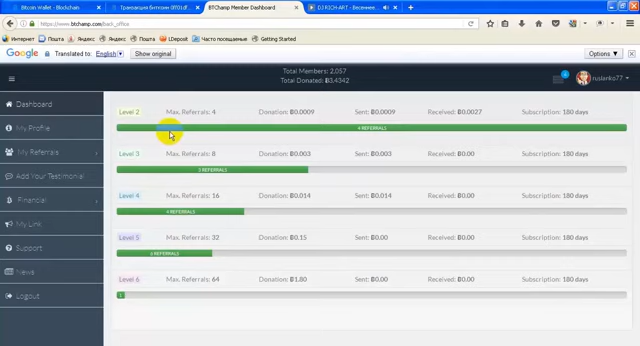 Bitcoin Wallet - Blockchain
Транзакция биткоин 0ff01df...
BTChamp Member Dashboard
DJ KICH-ART - Весеннее...
https://www.btchamp.com/back_office
Поиск
Интернет Почта Яндекс Яндекс LDeposit Часто посещаемые Getting Started
Google Translated to: English Show original Options
Total Members: 2,057
Total Donated: Ƀ3.4342
ruslanko77
Dashboard
My Profile
My Referrals
Add Your Testimonial
Financial
My Link
Support
News
Logout
Level 2 Max. Referrals: 4 Donation: Ƀ0.0009 Sent: Ƀ0.0009 Received: Ƀ0.0027 Subscription: 180 days
4 REFERRALS
Level 3 Max. Referrals: 8 Donation: Ƀ0.003 Sent: Ƀ0.003 Received: Ƀ0.00 Subscription: 180 days
3 REFERRALS
Level 4 Max. Referrals: 16 Donation: Ƀ0.014 Sent: Ƀ0.014 Received: Ƀ0.00 Subscription: 180 days
4 REFERRALS
Level 5 Max. Referrals: 32 Donation: Ƀ0.15 Sent: Ƀ0.00 Received: Ƀ0.00 Subscription: 180 days
REFERRALS
Level 6 Max. Referrals: 64 Donation: Ƀ1.80 Sent: Ƀ0.00 Received: Ƀ0.00 Subscription: 180 days
1